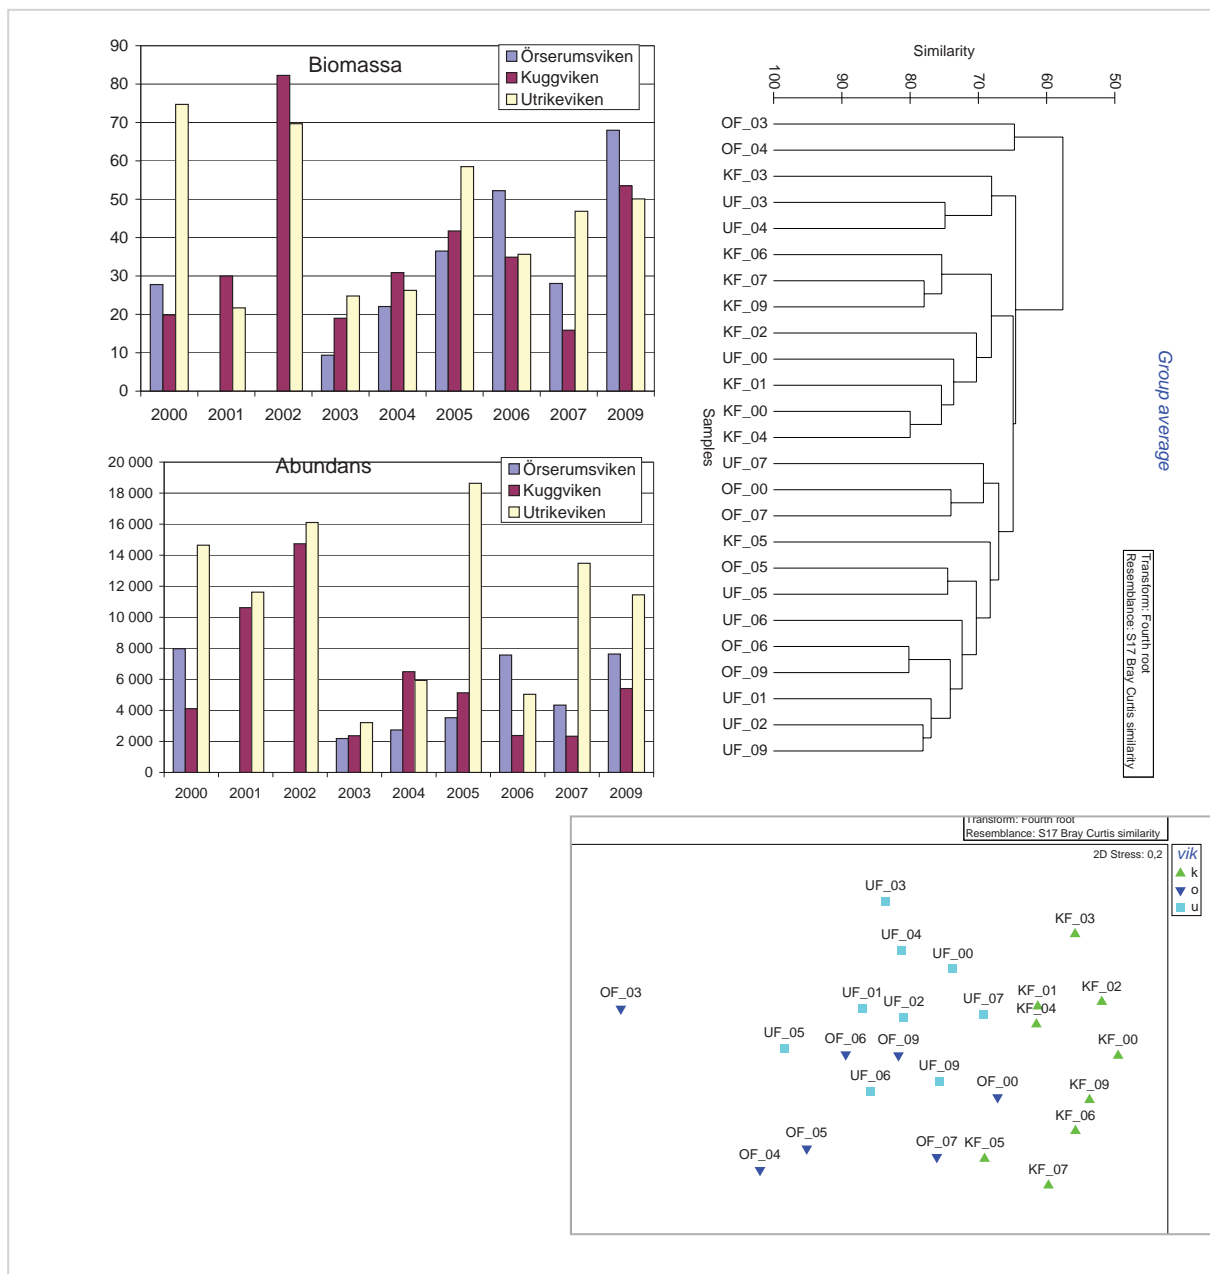 Biomassa
Örserumsviken
Kuggviken
Utrikeviken
90
80
70
60
50
40
30
20
10
0
2000 2001 2002 2003 2004 2005 2006 2007 2009
Abundans
Örserumsviken
Kuggviken
Utrikeviken
20 000
18 000
16 000
14 000
12 000
10 000
8 000
6 000
4 000
2 000
0
2000 2001 2002 2003 2004 2005 2006 2007 2009
Similarity
100 90 80 70 60 50
OF_03
OF_04
KF_03
UF_03
UF_04
KF_06
KF_07
KF_09
KF_02
UF_00
KF_01
KF_00
KF_04
UF_07
OF_00
OF_07
KF_05
OF_05
UF_05
UF_06
OF_06
OF_09
UF_01
UF_02
UF_09
Samples
Group average
Transform: Fourth root
Resemblance: S17 Bray Curtis similarity
Transform: Fourth root
Resemblance: S17 Bray Curtis similarity
2D Stress: 0,2
vik
k
o
u
UF_03
KF_03
UF_04
UF_00
OF_03
UF_01
UF_02
UF_07
KF_01
KF_02
KF_04
UF_05
OF_06
OF_09
KF_00
UF_06
UF_09
OF_00
KF_09
KF_06
OF_05
OF_04
OF_07
KF_05
KF_07